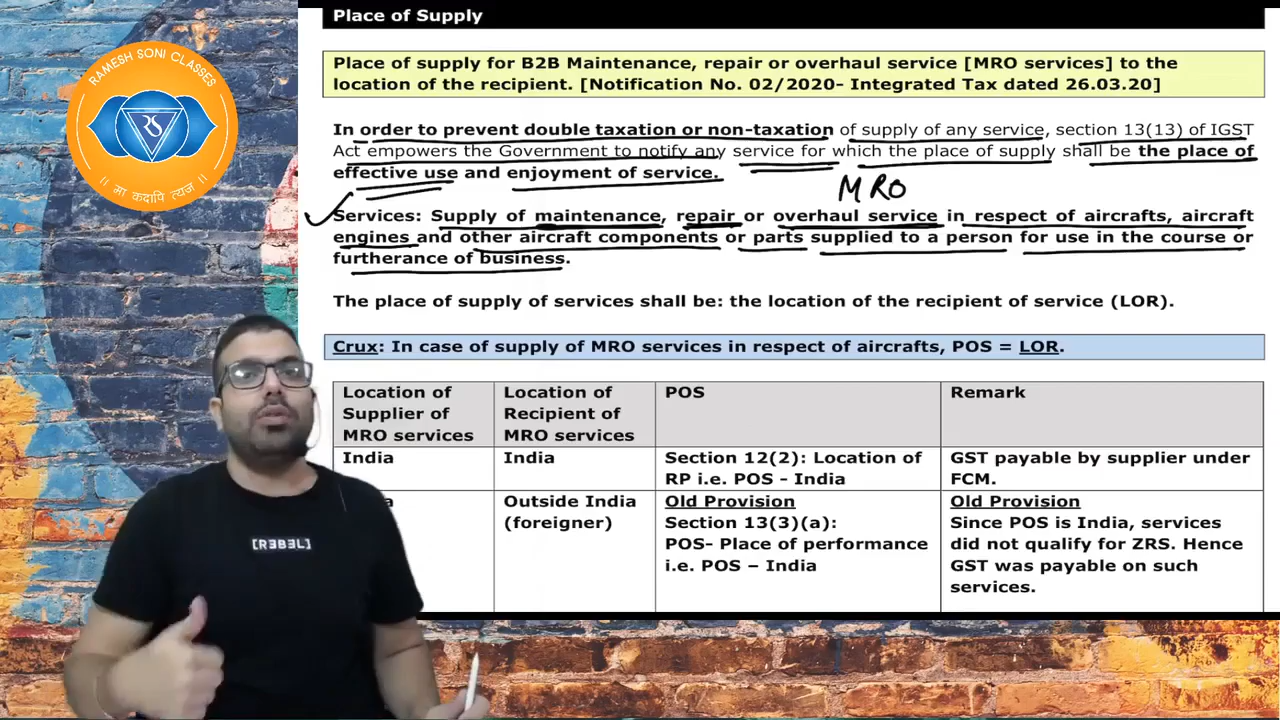 Place of Supply
RAMESH SONI CLASSES
RS
।। मा कदापि त्यज ।।
Place of supply for B2B Maintenance, repair or overhaul service [MRO services] to the
location of the recipient. [Notification No. 02/2020- Integrated Tax dated 26.03.20]
In order to prevent double taxation or non-taxation of supply of any service, section 13(13) of IGST
Act empowers the Government to notify any service for which the place of supply shall be the place of
effective use and enjoyment of service.
MRO
Services: Supply of maintenance, repair or overhaul service in respect of aircrafts, aircraft
engines and other aircraft components or parts supplied to a person for use in the course or
furtherance of business.
The place of supply of services shall be: the location of the recipient of service (LOR).
Crux: In case of supply of MRO services in respect of aircrafts, POS = LOR.
Location of
Supplier of
MRO services
Location of
Recipient of
MRO services
POS
Remark
India
India
Section 12(2): Location of
RP i.e. POS - India
GST payable by supplier under
FCM.
Outside India
(foreigner)
Old Provision
Section 13(3)(a):
POS- Place of performance
i.e. POS – India
Old Provision
Since POS is India, services
did not qualify for ZRS. Hence
GST was payable on such
services.
[RƎBƎL]